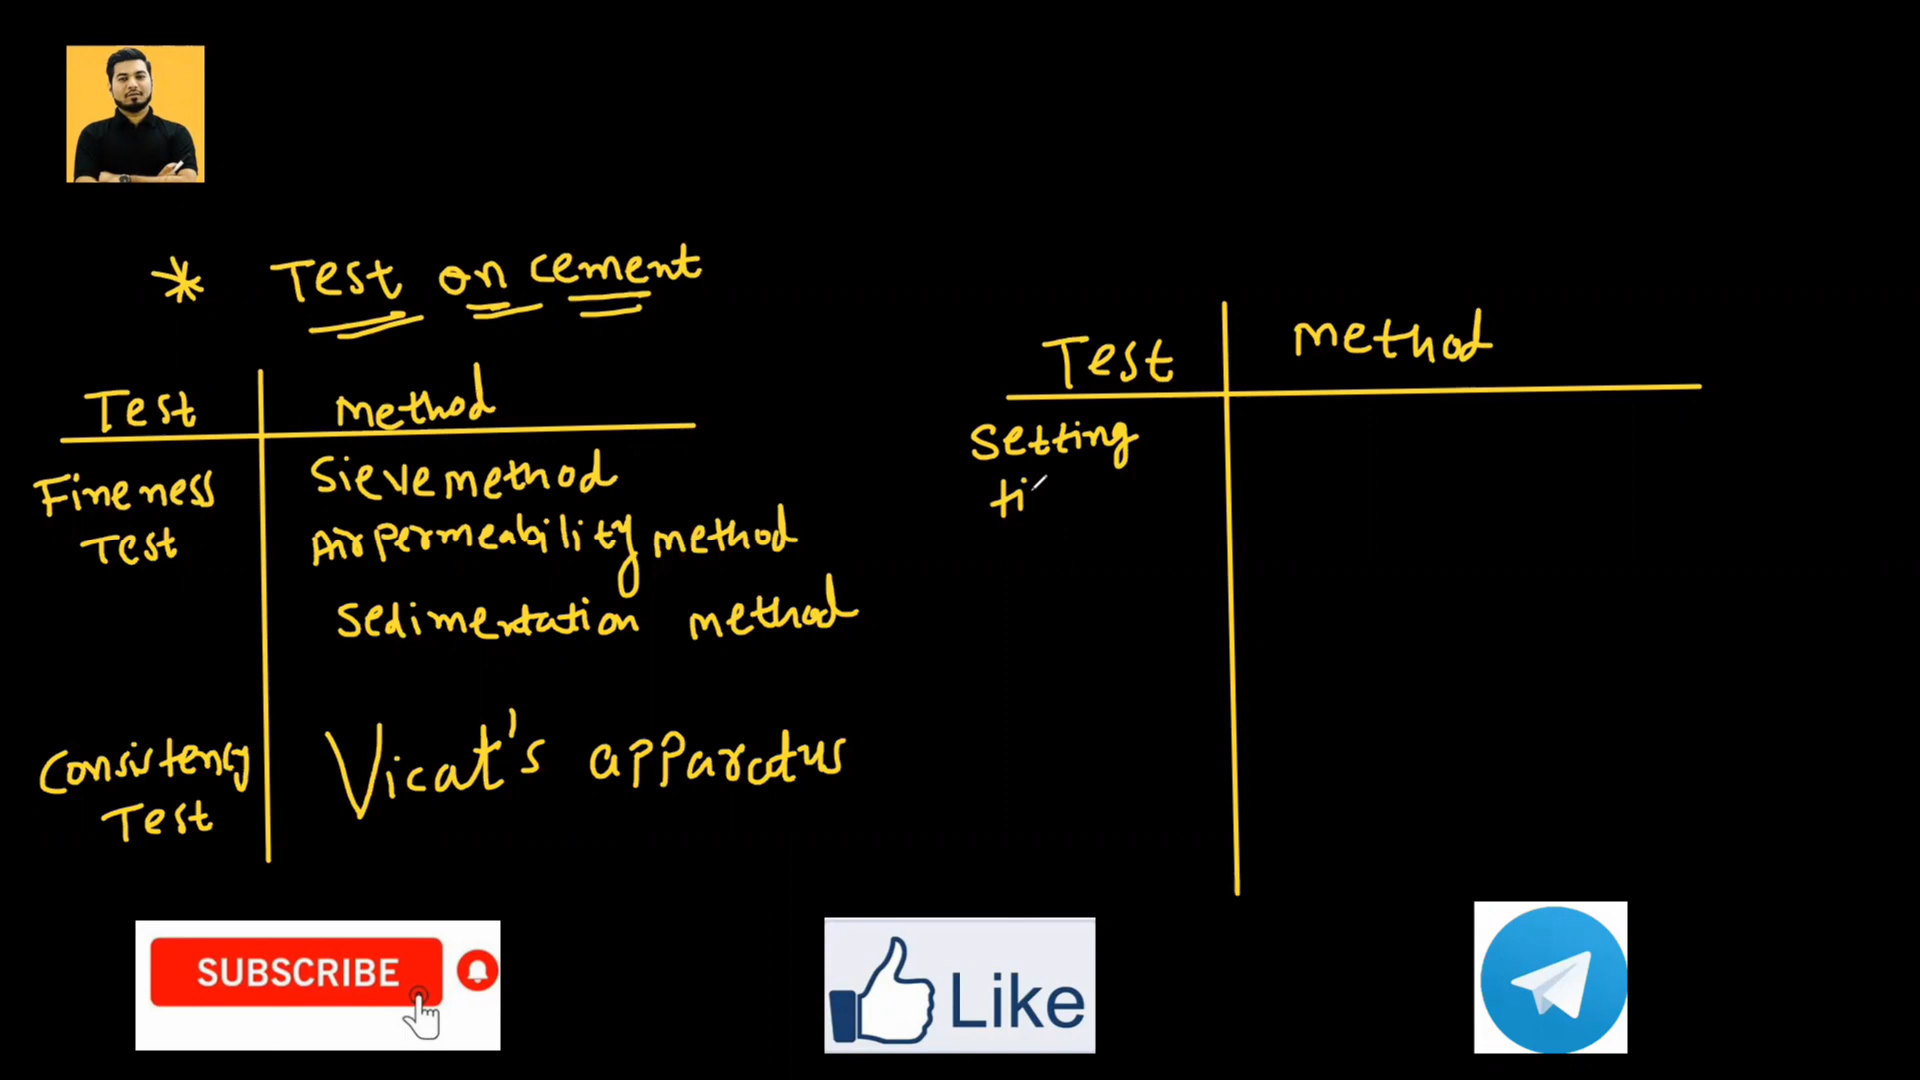 * Test on cement
Test method
Fineness Sieve method
Test Air permeability method
Sedimentation method
Consistency Vicat's apparatus
Test
Test method
Setting
ti
SUBSCRIBE
Like